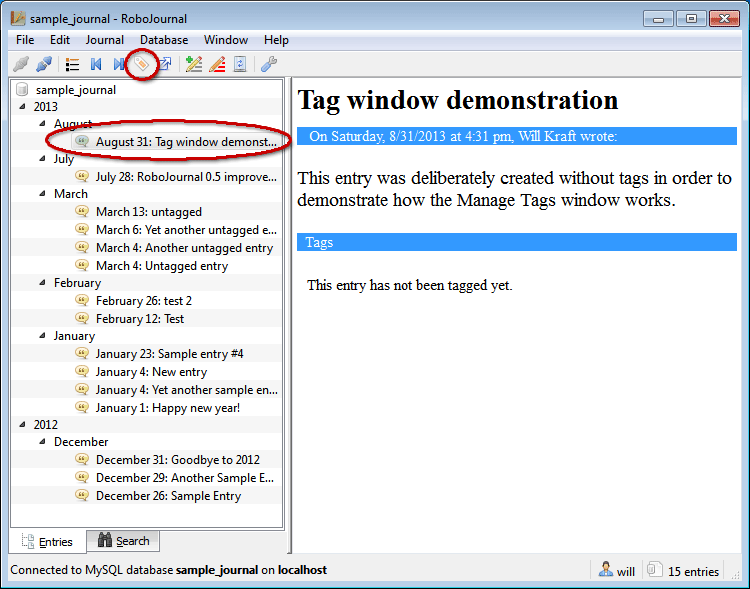 sample_journal - RoboJournal
File Edit Journal Database Window Help
sample_journal
2013
August
August 31: Tag window demonst...
July
July 28: RoboJournal 0.5 improve...
March
March 13: untagged
March 6: Yet another untagged e...
March 4: Another untagged entry
March 4: Untagged entry
February
February 26: test 2
February 12: Test
January
January 23: Sample entry #4
January 4: New entry
January 4: Yet another sample en...
January 1: Happy new year!
2012
December
December 31: Goodbye to 2012
December 29: Another Sample E...
December 26: Sample Entry
Entries Search
Tag window demonstration
On Saturday, 8/31/2013 at 4:31 pm, Will Kraft wrote:
This entry was deliberately created without tags in order to
demonstrate how the Manage Tags window works.
Tags
This entry has not been tagged yet.
Connected to MySQL database sample_journal on localhost
will 15 entries